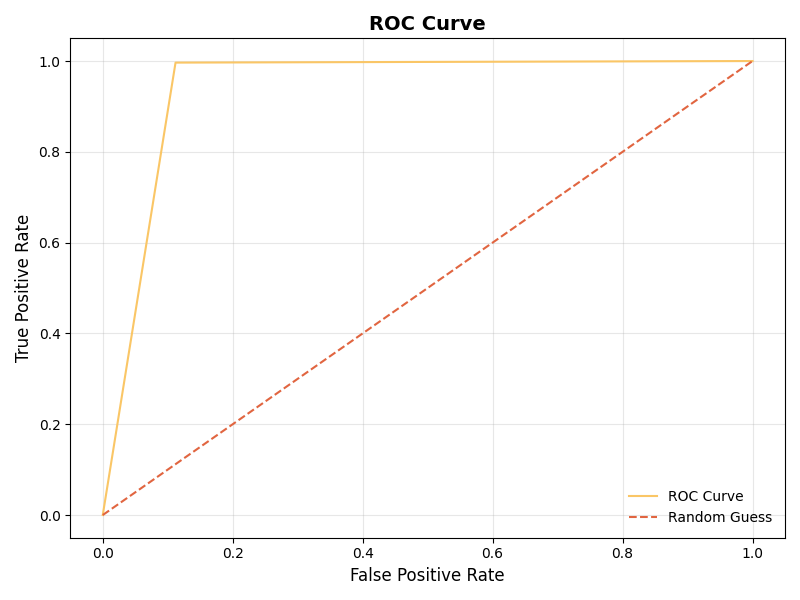 ROC Curve
1.0
0.8
0.6
0.4
0.2
0.0
True Positive Rate
0.0 0.2 0.4 0.6 0.8 1.0
False Positive Rate
ROC Curve
Random Guess